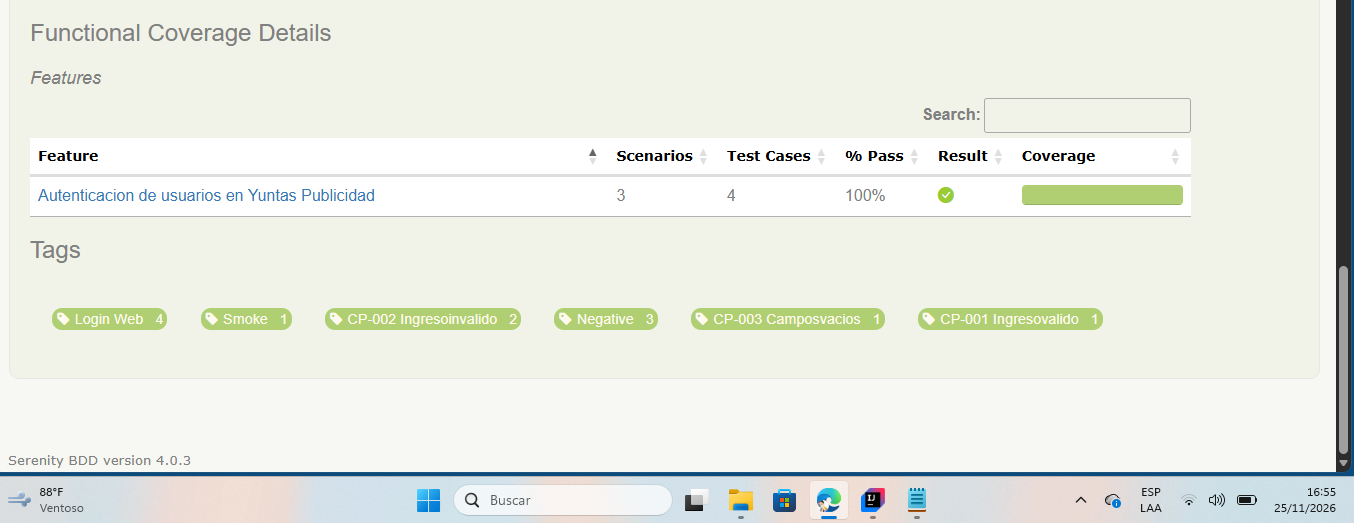 Functional Coverage Details
Features
Search:
Feature Scenarios Test Cases % Pass Result Coverage
Autenticacion de usuarios en Yuntas Publicidad 3 4 100%
Tags
Login Web 4 Smoke 1 CP-002 Ingresoinvalido 2 Negative 3 CP-003 Camposvacios 1 CP-001 Ingresovalido 1
Serenity BDD version 4.0.3
88°F
Ventoso
Buscar
IJ
ESP
LAA
16:55
25/11/2026